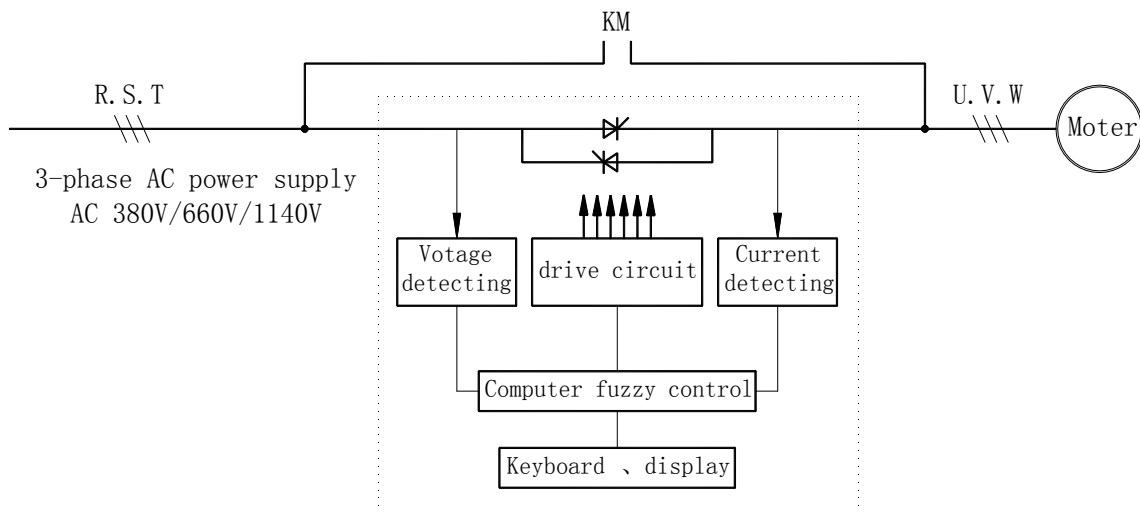 KM
R.S.T
U.V.W
Moter
3-phase AC power supply
AC 380V/660V/1140V
Votage
detecting
drive circuit
Current
detecting
Computer fuzzy control
Keyboard 、display